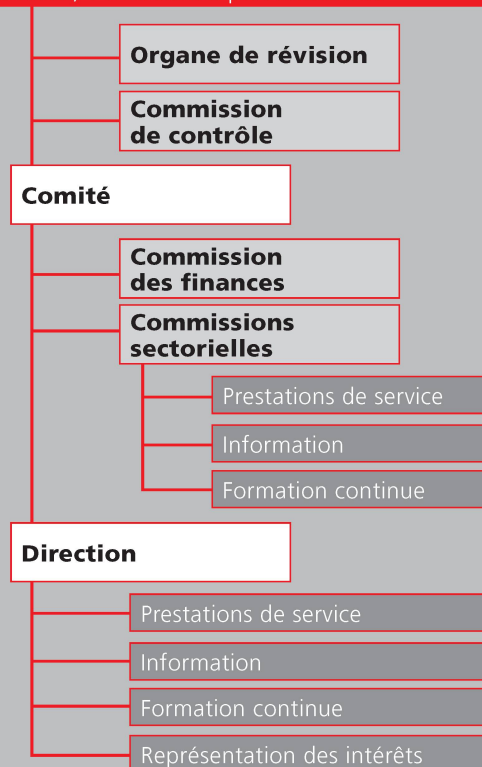 Organe de révision
Commission
de contrôle
Comité
Commission
des finances
Commissions
sectorielles
Prestations de service
Information
Formation continue
Direction
Prestations de service
Information
Formation continue
Représentation des intérêts